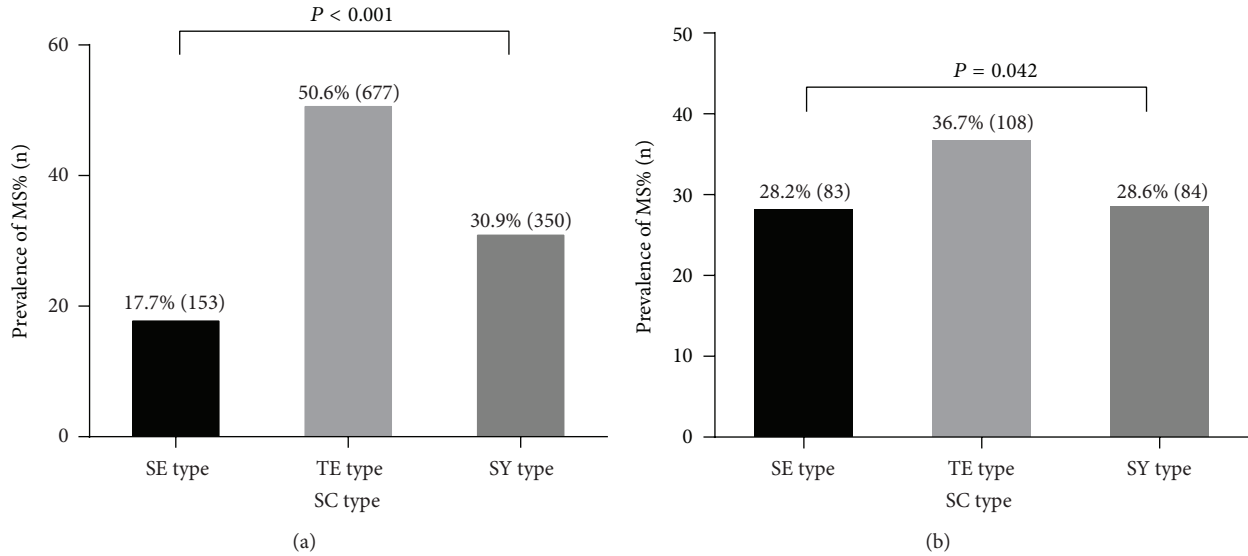 P < 0.001
Prevalence of MS% (n)
60
40
20
0
17.7% (153)
50.6% (677)
30.9% (350)
SE type
TE type
SY type
SC type
(a)
P = 0.042
Prevalence of MS% (n)
50
40
30
20
10
0
28.2% (83)
36.7% (108)
28.6% (84)
SE type
TE type
SY type
SC type
(b)